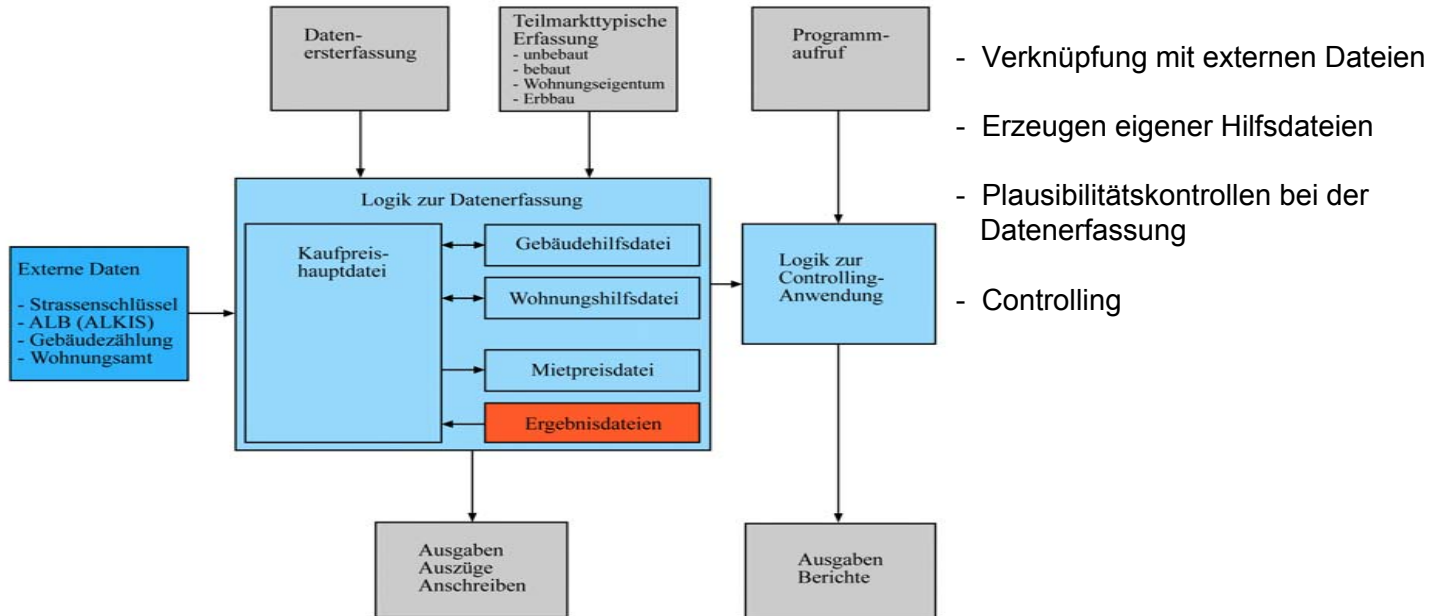 Daten-
ersterfassung
Teilmarkttypische
Erfassung
- unbebaut
- bebaut
- Wohnungseigentum
- Erbbau
Programm-
aufruf
Logik zur Datenerfassung
Kaufpreis-
hauptdatei
Gebäudehilfsdatei
Wohnungshilfsdatei
Mietpreisdatei
Ergebnisdateien
Externe Daten
- Strassenschlüssel
- ALB (ALKIS)
- Gebäudezählung
- Wohnungsamt
Logik zur
Controlling-
Anwendung
Ausgaben
Auszüge
Anschreiben
Ausgaben
Berichte
- Verknüpfung mit externen Dateien
- Erzeugen eigener Hilfsdateien
- Plausibilitätskontrollen bei der
Datenerfassung
- Controlling